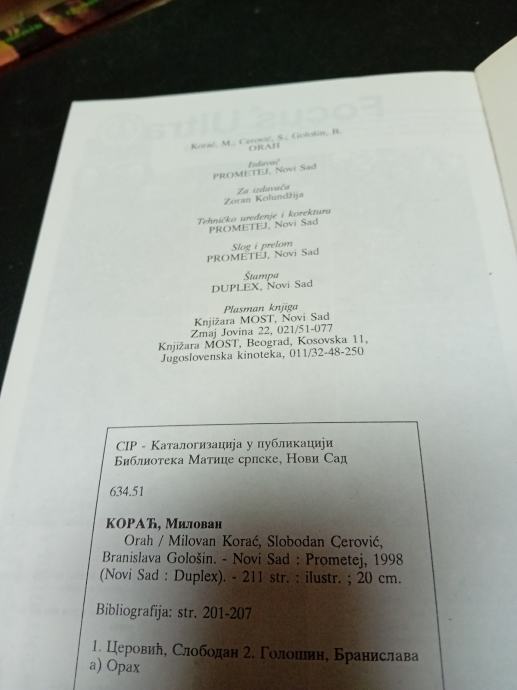 Korać, M.; Cerović, S.; Gološin, B.
ORAH
Izdavač
PROMETEJ, Novi Sad
Za izdavača
Zoran Kolundžija
Tehničko uređenje i korektura
PROMETEJ, Novi Sad
Slog i prelom
PROMETEJ, Novi Sad
Štampa
DUPLEX, Novi Sad
Plasman knjiga
Knjižara MOST, Novi Sad
Zmaj Jovina 22, 021/51-077
Knjižara MOST, Beograd, Kosovska 11,
Jugoslovenska kinoteka, 011/32-48-250
CIP - Каталогизација у публикацији
Библиотека Матице српске, Нови Сад
634.51
КОРАЋ, Милован
Orah / Milovan Korać, Slobodan Cerović,
Branislava Gološin. - Novi Sad : Prometej, 1998
(Novi Sad : Duplex). - 211 str. : ilustr. ; 20 cm.
Bibliografija: str. 201-207
1. Церовић, Слободан 2. Голошин, Бранислава
a) Орах